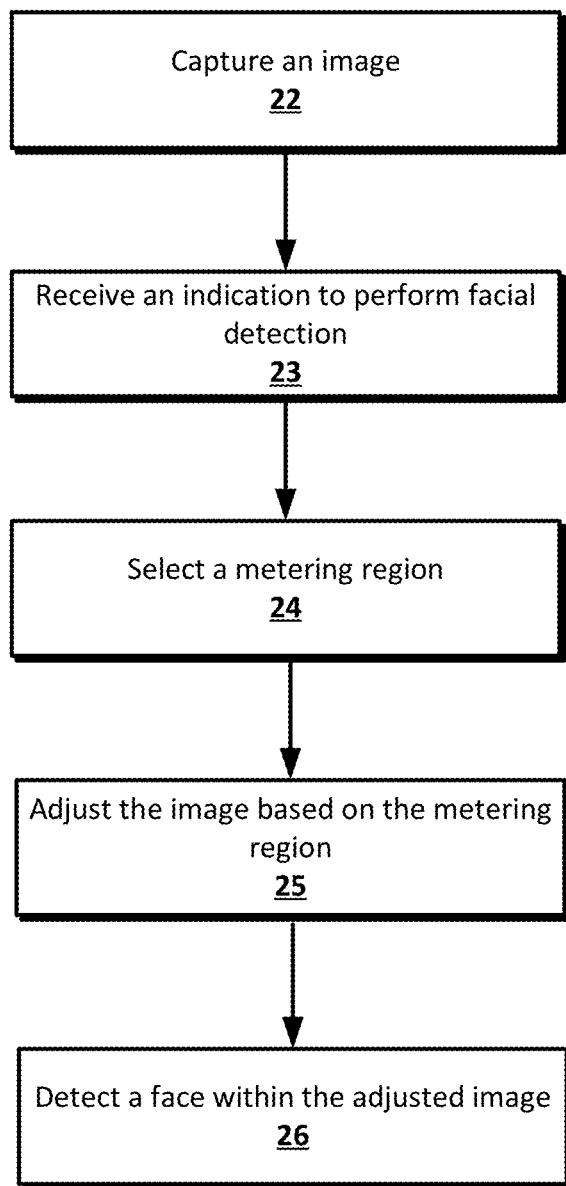 Capture an image
22
Receive an indication to perform facial
detection
23
Select a metering region
24
Adjust the image based on the metering
region
25
Detect a face within the adjusted image
26